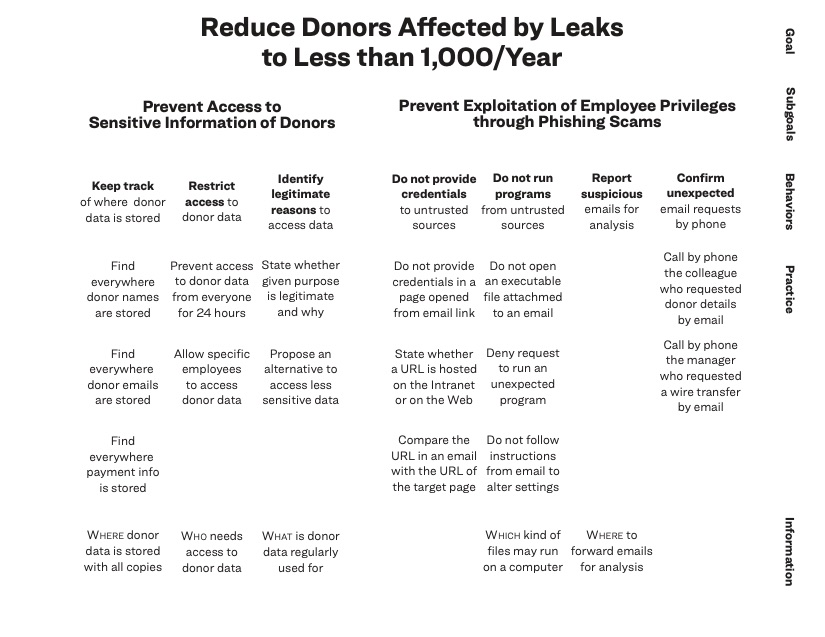 Reduce Donors Affected by Leaks
to Less than 1,000/Year
Goal
Prevent Access to
Sensitive Information of Donors
Prevent Exploitation of Employee Privileges
through Phishing Scams
Subgoals
Keep track
of where donor
data is stored
Restrict
access to
donor data
Identify
legitimate
reasons to
access data
Do not provide
credentials
to untrusted
sources
Do not run
programs
from untrusted
sources
Report
suspicious
emails for
analysis
Confirm
unexpected
email requests
by phone
Behaviors
Find
everywhere
donor names
are stored
Prevent access
to donor data
from everyone
for 24 hours
State whether
given purpose
is legitimate
and why
Do not provide
credentials in a
page opened
from email link
Do not open
an executable
file attachmed
to an email
Call by phone
the colleague
who requested
donor details
by email
Practice
Find
everywhere
donor emails
are stored
Allow specific
employees
to access
donor data
Propose an
alternative to
access less
sensitive data
State whether
a URL is hosted
on the Intranet
or on the Web
Deny request
to run an
unexpected
program
Call by phone
the manager
who requested
a wire transfer
by email
Find
everywhere
payment info
is stored
Compare the
URL in an email
with the URL of
the target page
Do not follow
instructions
from email to
alter settings
WHERE donor
data is stored
with all copies
WHO needs
access to
donor data
WHAT is donor
data regularly
used for
WHICH kind of
files may run
on a computer
WHERE to
forward emails
for analysis
Information